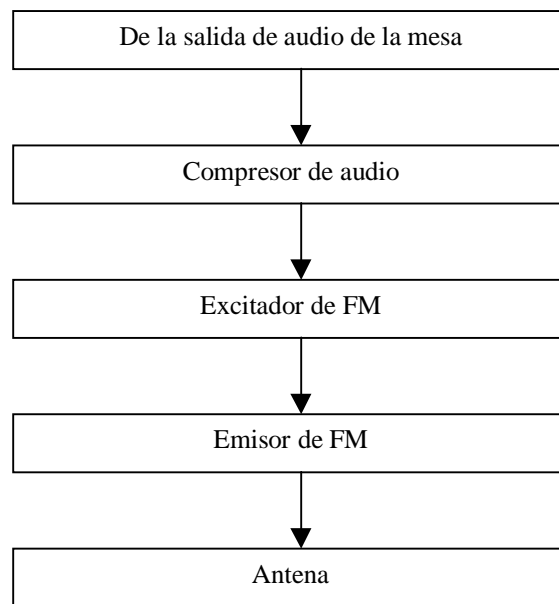 De la salida de audio de la mesa
Compresor de audio
Excitador de FM
Emisor de FM
Antena